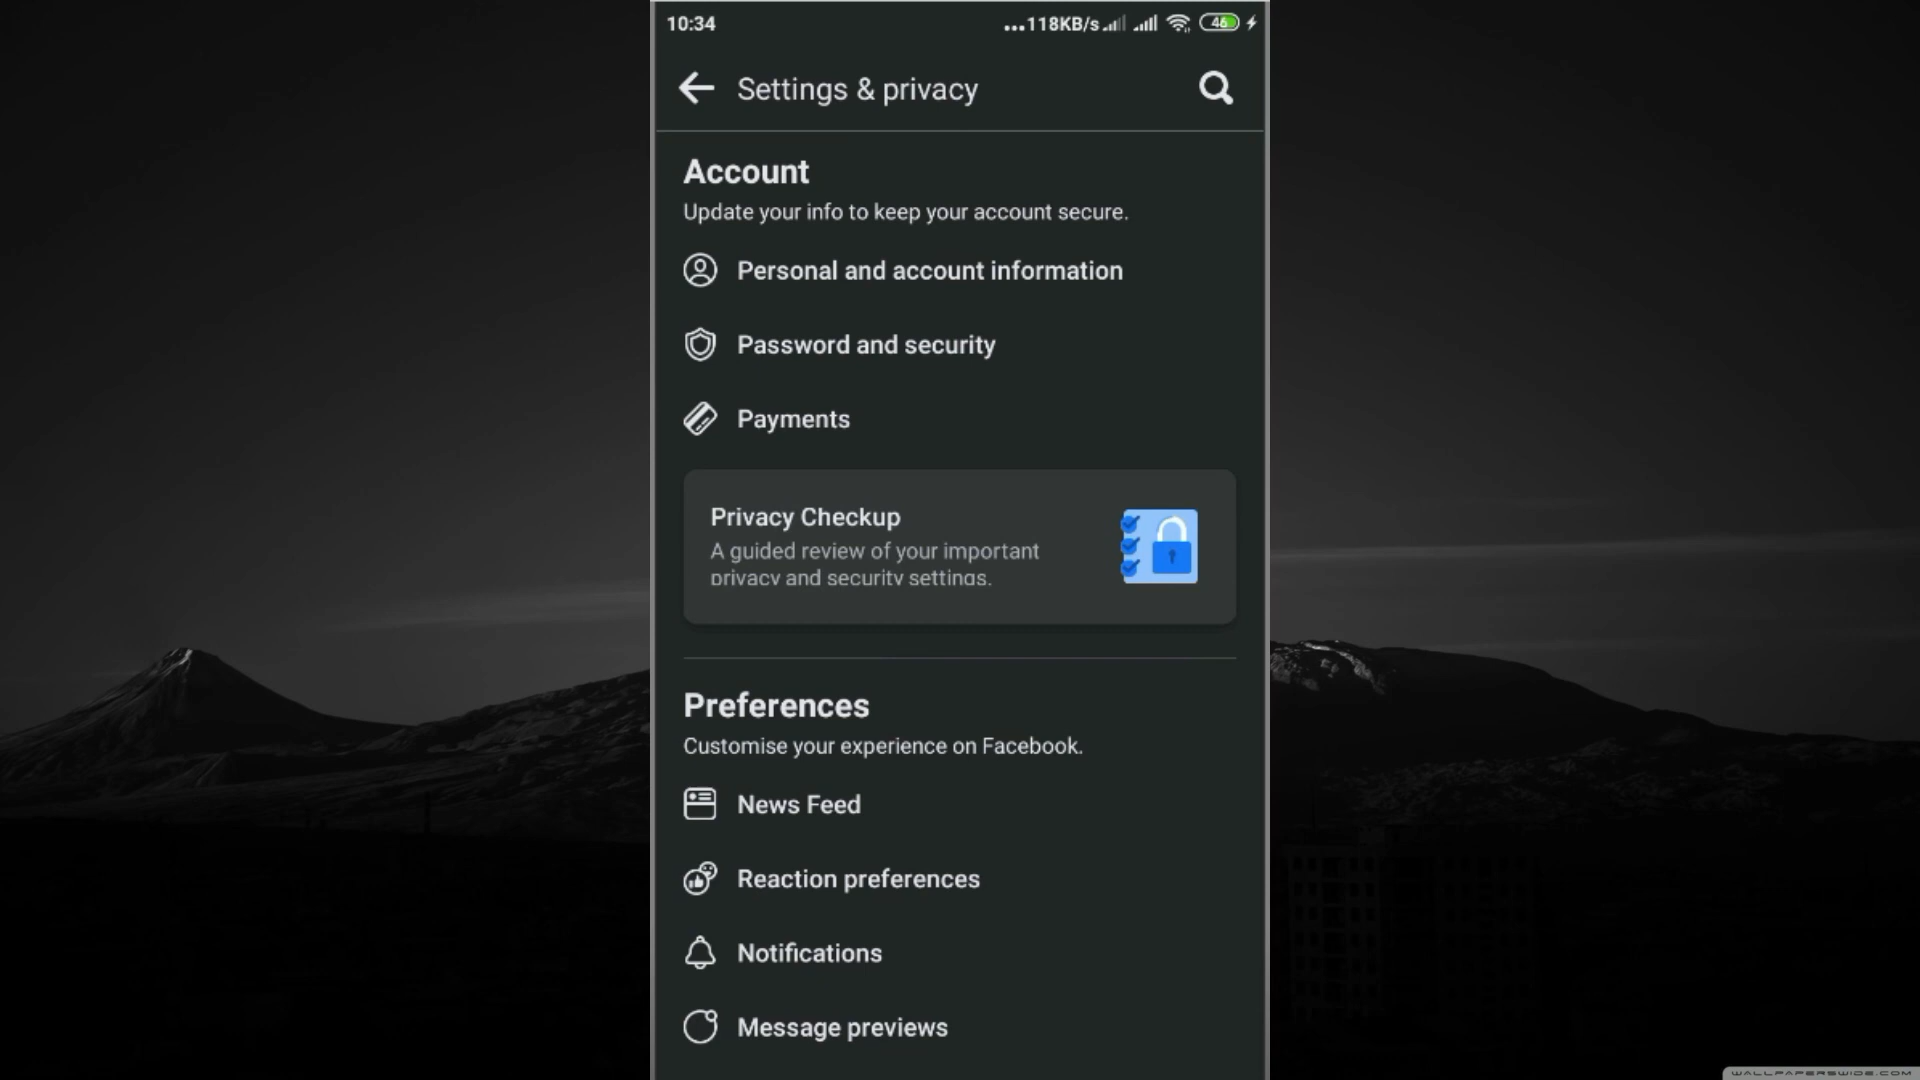 10:34
...118KB/s
46
Settings & privacy
Account
Update your info to keep your account secure.
Personal and account information
Password and security
Payments
Privacy Checkup
A guided review of your important
privacy and security settings.
Preferences
Customise your experience on Facebook.
News Feed
Reaction preferences
Notifications
Message previews
WALLPAPERSWIDE.COM